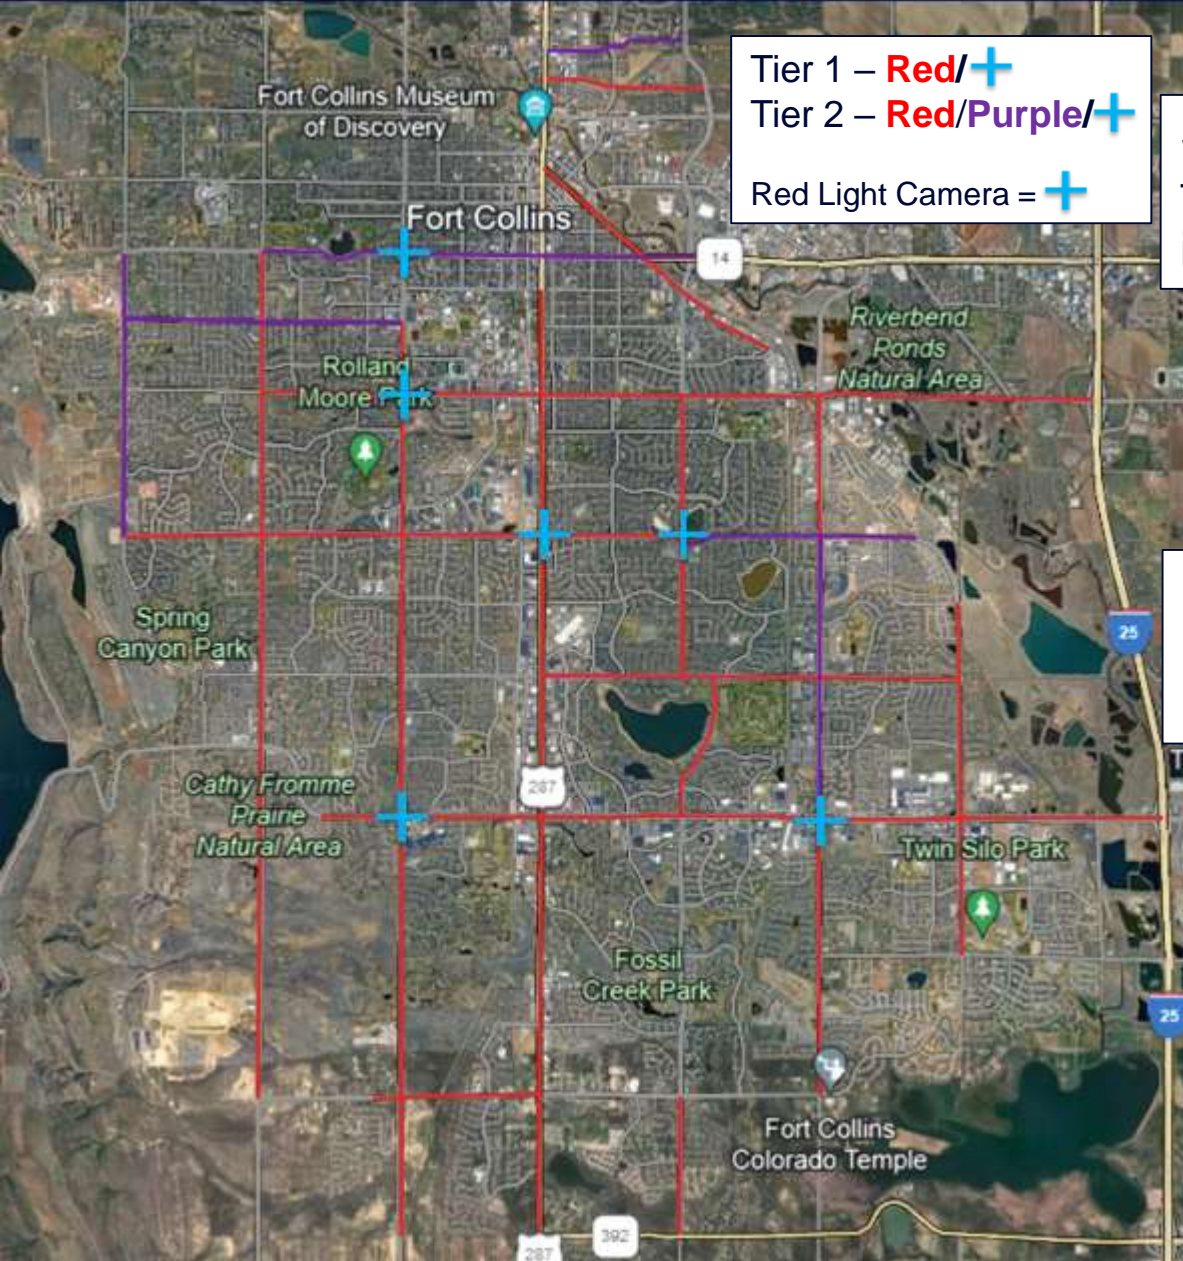 Tier 1 – Red/
Tier 2 – Red/Purple/
Red Light Camera =
Fort Collins Museum
of Discovery
Fort Collins
14
Riverbend
Ponds
Natural Area
Rolland
Moore Park
Spring
Canyon Park
25
287
Cathy Fromme
Prairie
Natural Area
Twin Silo Park
Fossil
Creek Park
25
Fort Collins
Colorado Temple
392
287